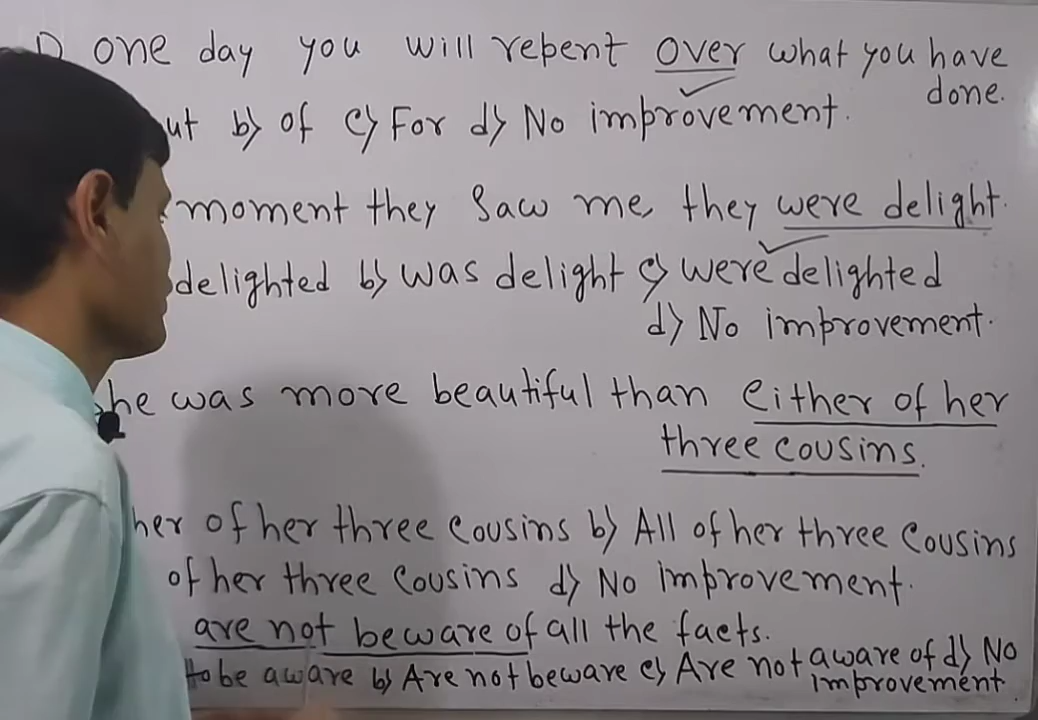 one day you will repent over what you have
done.
ut b) of c) For d) No improvement.
moment they Saw me, they were delight.
delighted b) was delight c) were delighted
d) No improvement.
he was more beautiful than either of her
three cousins.
her of her three cousins b) All of her three cousins
of her three cousins d) No improvement.
are not beware of all the facts.
to be aware b) Are not beware c) Are not aware of d) No
improvement